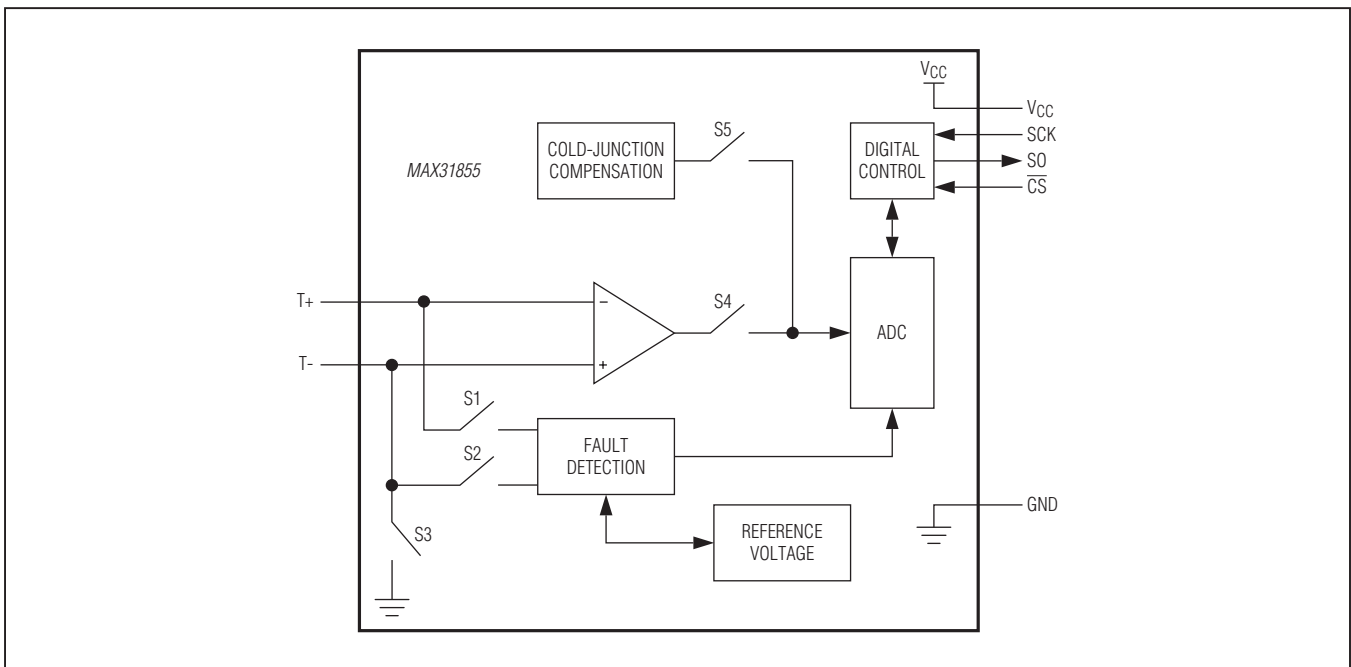 VCC
VCC
SCK
SO
CS
MAX31855
COLD-JUNCTION
COMPENSATION
S5
DIGITAL
CONTROL
T+
−
S4
ADC
T-
+
S1
S2
FAULT
DETECTION
S3
REFERENCE
VOLTAGE
GND